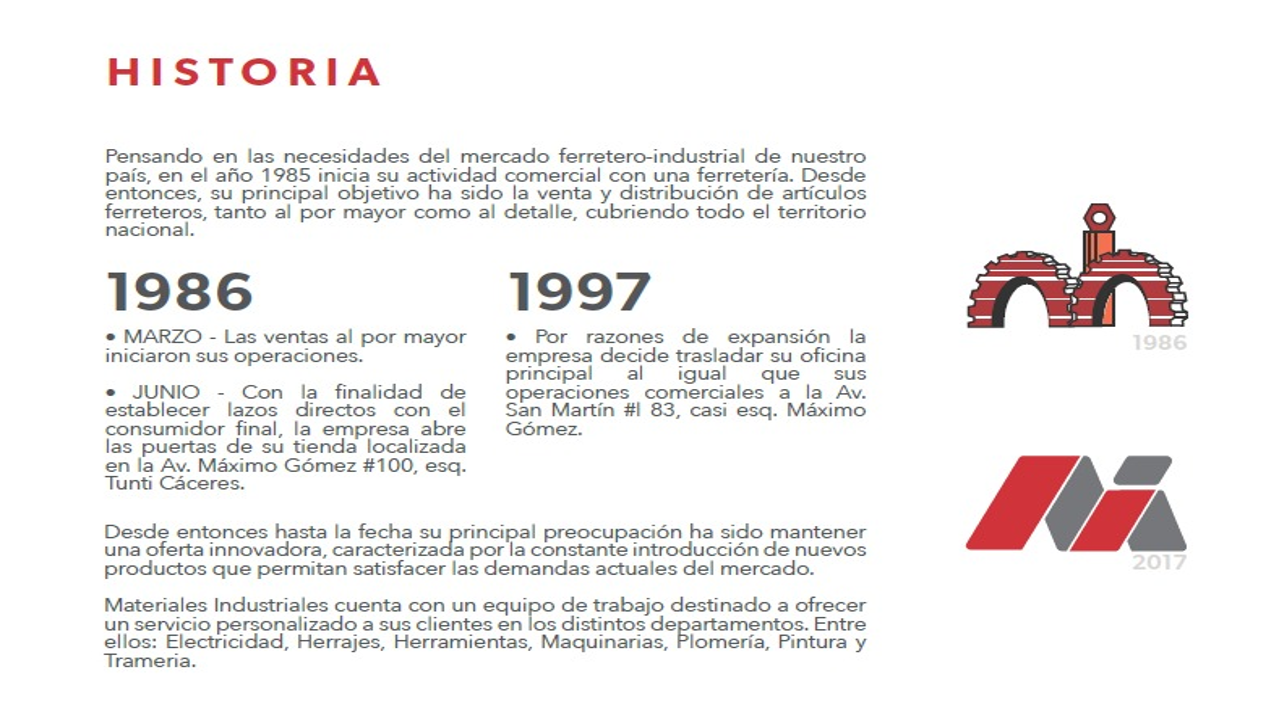 HISTORIA
Pensando en las necesidades del mercado ferretero-industrial de nuestro
país, en el año 1985 inicia su actividad comercial con una ferretería. Desde
entonces, su principal objetivo ha sido la venta y distribución de artículos
ferreteros, tanto al por mayor como al detalle, cubriendo todo el territorio
nacional.
1986
• MARZO - Las ventas al por mayor
iniciaron sus operaciones.
• JUNIO - Con la finalidad de
establecer lazos directos con el
consumidor final, la empresa abre
las puertas de su tienda localizada
en la Av. Máximo Gómez #100, esq.
Tunti Cáceres.
1997
• Por razones de expansión la
empresa decide trasladar su oficina
principal al igual que sus
operaciones comerciales a la Av.
San Martín #l 83, casi esq. Máximo
Gómez.
Desde entonces hasta la fecha su principal preocupación ha sido mantener
una oferta innovadora, caracterizada por la constante introducción de nuevos
productos que permitan satisfacer las demandas actuales del mercado.
Materiales Industriales cuenta con un equipo de trabajo destinado a ofrecer
un servicio personalizado a sus clientes en los distintos departamentos. Entre
ellos: Electricidad, Herrajes, Herramientas, Maquinarias, Plomería, Pintura y
Trameria.
1986
2017